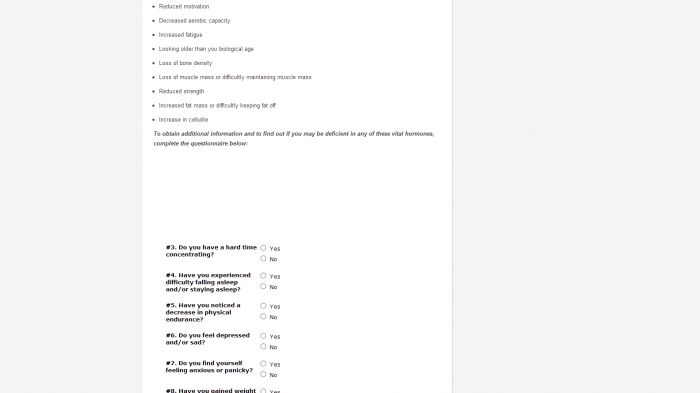 Reduced motivation
Decreased aerobic capacity
Increased fatigue
Looking older than you biological age
Loss of bone density
Loss of muscle mass or difficultly maintaining muscle mass
Reduced strength
Increased fat mass or difficultly keeping fat off
Increase in cellulite
To obtain additional information and to find out if you may be deficient in any of these vital hormones,
complete the questionnaire below:
#3. Do you have a hard time
concentrating?
Yes
No
#4. Have you experienced
difficulty falling asleep
and/or staying asleep?
Yes
No
#5. Have you noticed a
decrease in physical
endurance?
Yes
No
#6. Do you feel depressed
and/or sad?
Yes
No
#7. Do you find yourself
feeling anxious or panicky?
Yes
No
#8. Have you gained weight
Yes